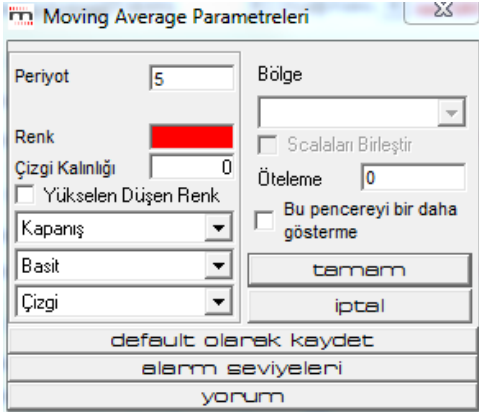 Moving Average Parametreleri
Periyot 5
Renk
Çizgi Kalınlığı 0
Yükselen Düşen Renk
Kapanış
Basit
Çizgi
Bölge
Scalaları Birleştir
Öteleme 0
Bu pencereyi bir daha
gösterme
tamam
iptal
default olarak kaydet
alarm seviyeleri
yorum